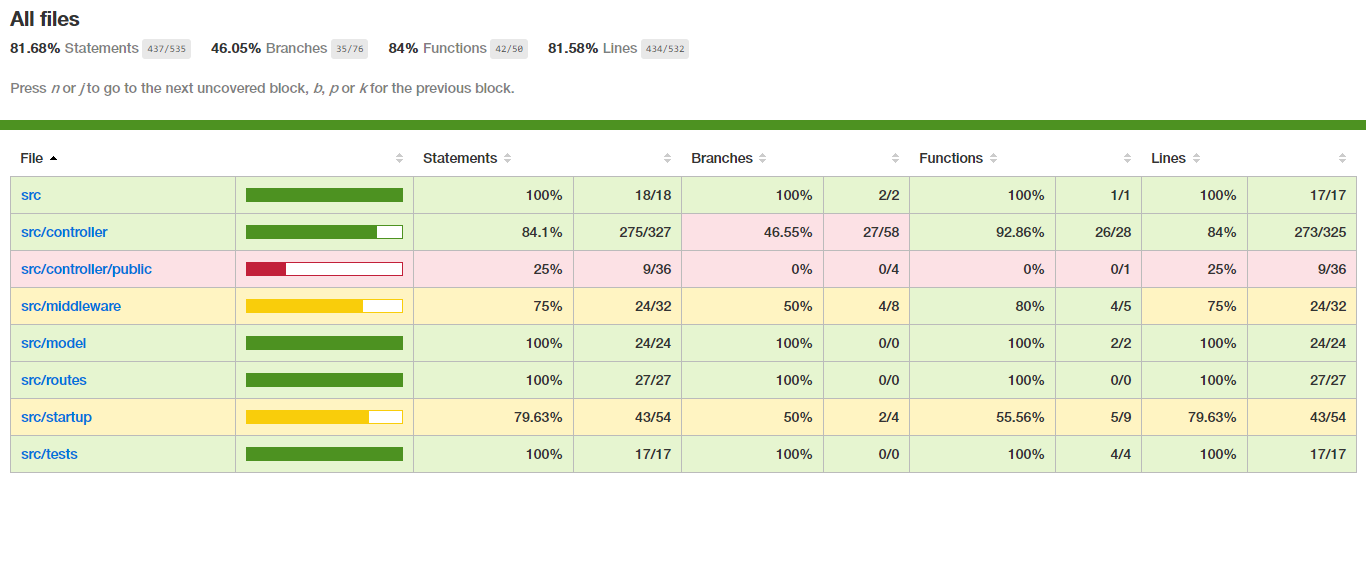 All files
81.68% Statements 437/535 46.05% Branches 35/76 84% Functions 42/50 81.58% Lines 434/532
Press n or j to go to the next uncovered block, b, p or k for the previous block.
File Statements Branches Functions Lines
src 100% 18/18 100% 2/2 100% 1/1 100% 17/17
src/controller 84.1% 275/327 46.55% 27/58 92.86% 26/28 84% 273/325
src/controller/public 25% 9/36 0% 0/4 0% 0/1 25% 9/36
src/middleware 75% 24/32 50% 4/8 80% 4/5 75% 24/32
src/model 100% 24/24 100% 0/0 100% 2/2 100% 24/24
src/routes 100% 27/27 100% 0/0 100% 0/0 100% 27/27
src/startup 79.63% 43/54 50% 2/4 55.56% 5/9 79.63% 43/54
src/tests 100% 17/17 100% 0/0 100% 4/4 100% 17/17